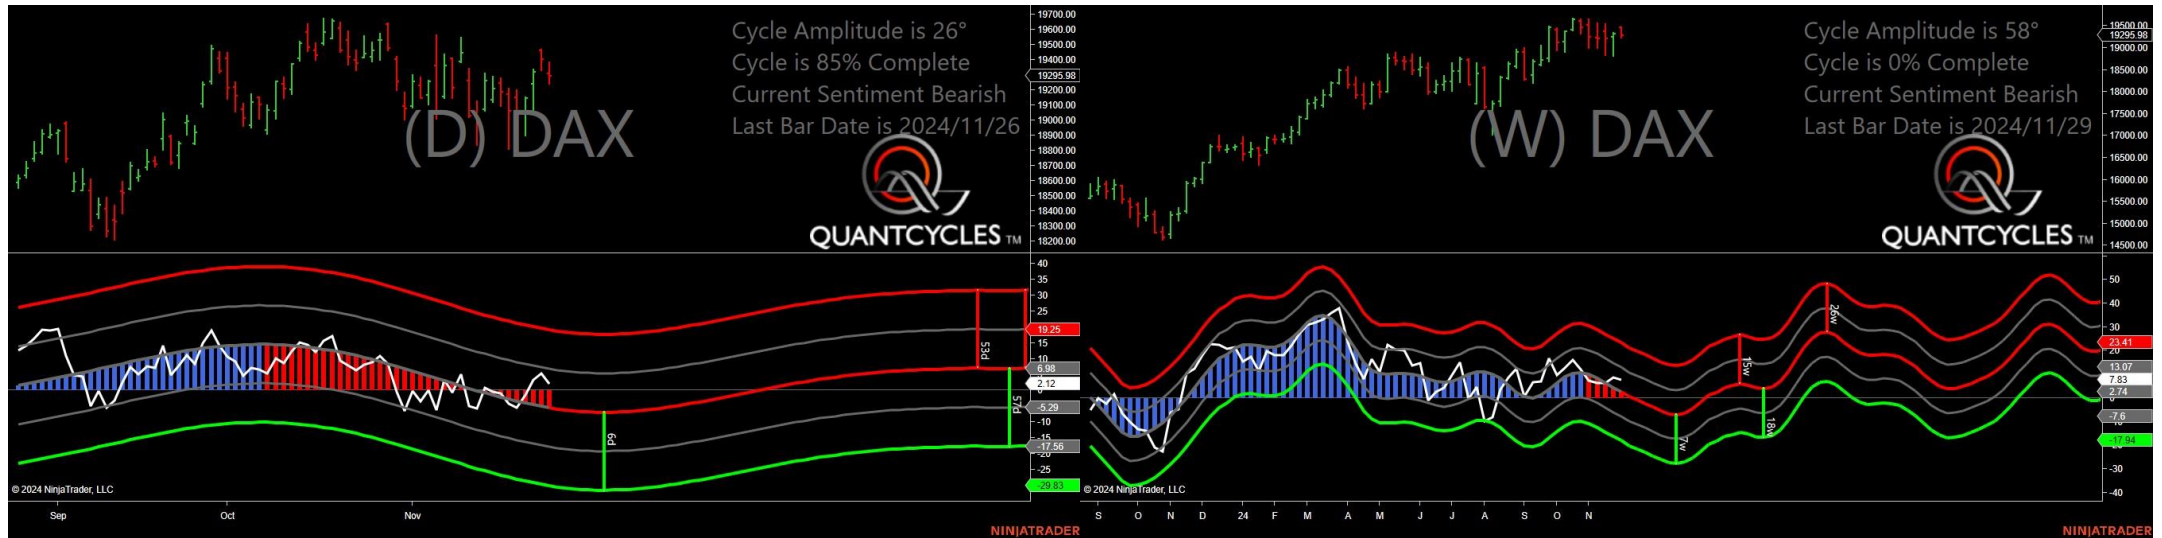 Cycle Amplitude is 26°
Cycle is 85% Complete
Current Sentiment Bearish
Last Bar Date is 2024/11/26
(D) DAX
QUANTCYCLES TM
19700.00
19600.00
19500.00
19400.00
19295.98
19200.00
19100.00
19000.00
18900.00
18800.00
18700.00
18600.00
18500.00
18400.00
18300.00
18200.00
40
35
30
25
19.25
15
10
6.98
2.12
0
-5.29
-10
-15
-17.56
-20
-25
-29.83
6d
53d
57d
© 2024 NinjaTrader, LLC
Sep Oct Nov
NINJATRADER
Cycle Amplitude is 58°
Cycle is 0% Complete
Current Sentiment Bearish
Last Bar Date is 2024/11/29
(W) DAX
QUANTCYCLES TM
19500.00
19295.98
19000.00
18500.00
18000.00
17500.00
17000.00
16500.00
16000.00
15500.00
15000.00
14500.00
50
40
30
23.41
20
13.07
7.83
2.74
0
-7.6
-17.94
-30
-40
7w
15w
18w
26w
© 2024 NinjaTrader, LLC
S O N D 24 F M A M J J A S O N
NINJATRADER